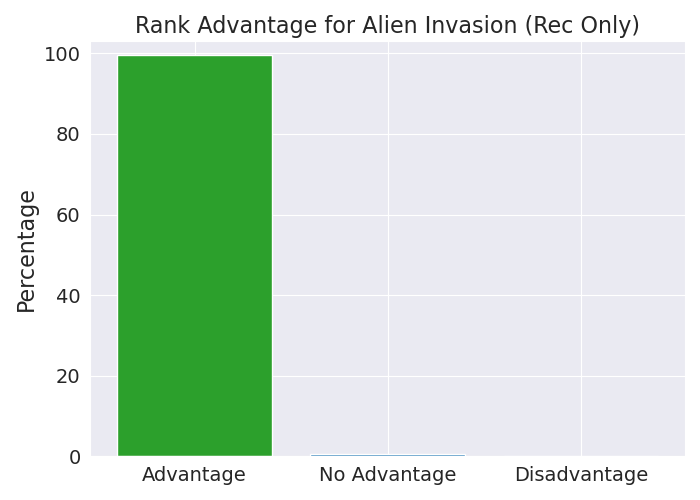 Rank Advantage for Alien Invasion (Rec Only)
100
80
60
40
20
0
Percentage
Advantage
No Advantage
Disadvantage